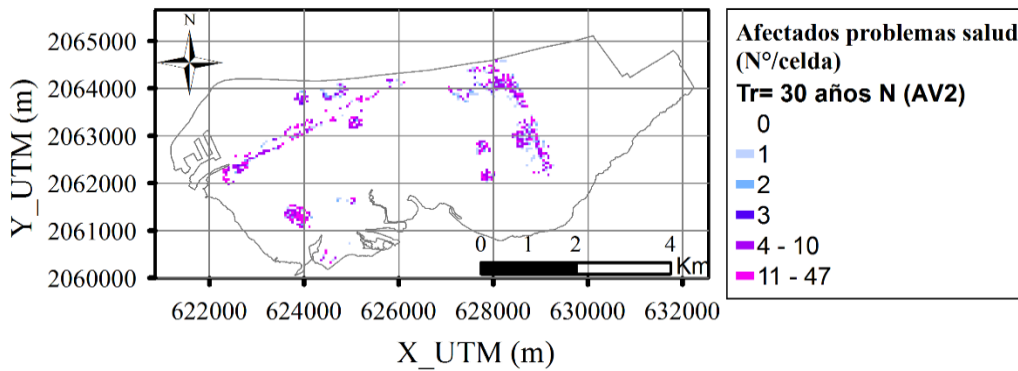 N
2065000
2064000
2063000
2062000
2061000
2060000
Y_UTM (m)
0 1 2 4
Km
622000 624000 626000 628000 630000 632000
X_UTM (m)
Afectados problemas salud
(Nº/celda)
Tr= 30 años N (AV2)
0
1
2
3
4 - 10
11 - 47